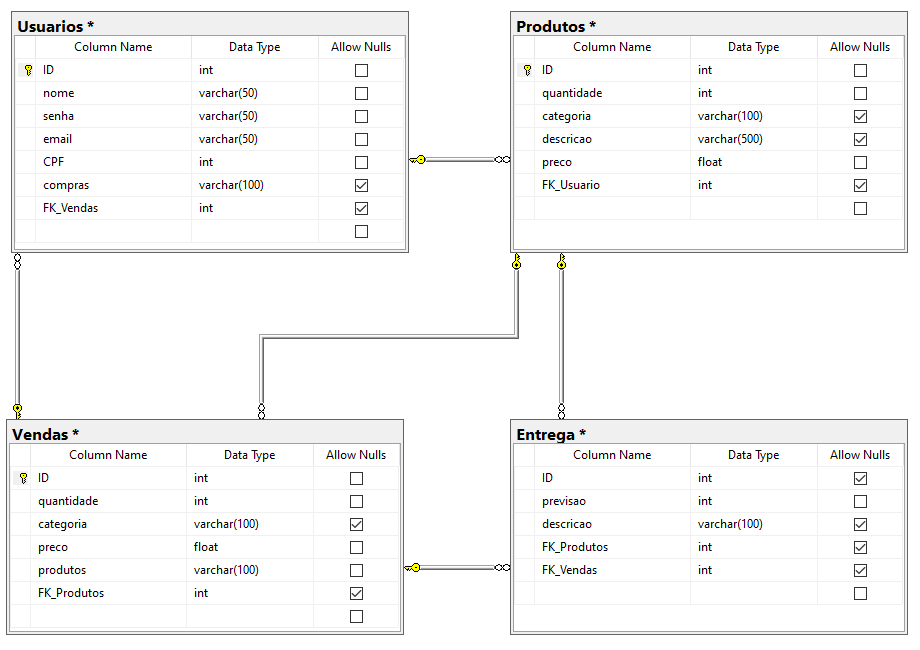 Usuarios *
Column Name Data Type Allow Nulls
ID int
nome varchar(50)
senha varchar(50)
email varchar(50)
CPF int
compras varchar(100)
FK_Vendas int
Produtos *
Column Name Data Type Allow Nulls
ID int
quantidade int
categoria varchar(100)
descricao varchar(500)
preco float
FK_Usuario int
Vendas *
Column Name Data Type Allow Nulls
ID int
quantidade int
categoria varchar(100)
preco float
produtos varchar(100)
FK_Produtos int
Entrega *
Column Name Data Type Allow Nulls
ID int
previsao int
descricao varchar(100)
FK_Produtos int
FK_Vendas int